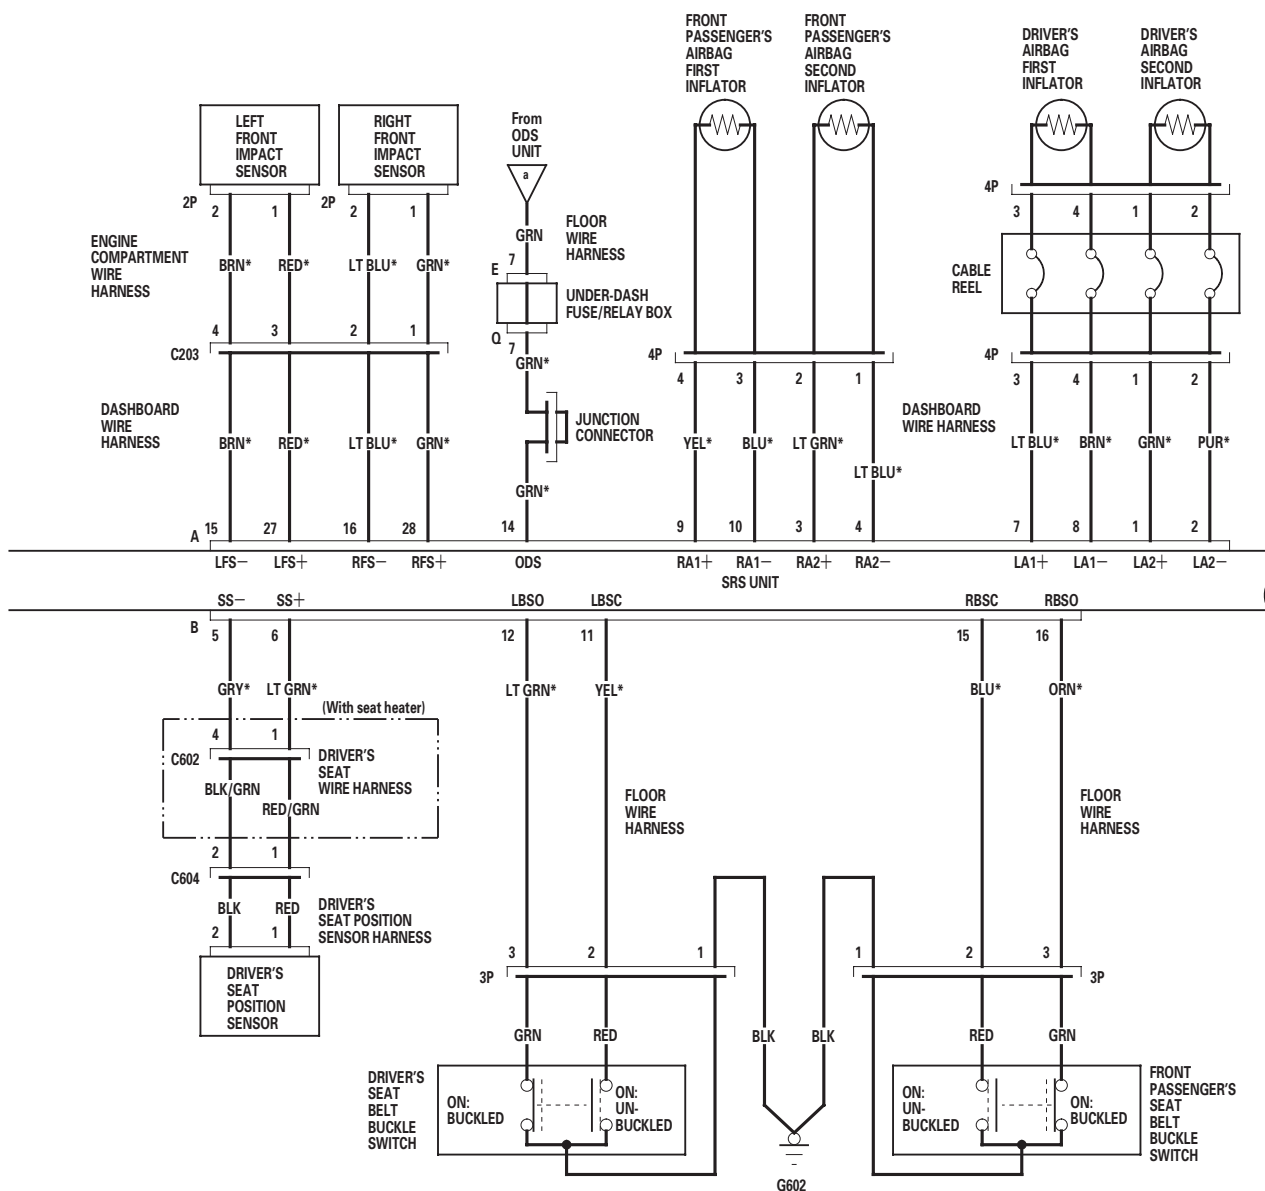 FRONT
PASSENGER'S
AIRBAG
FIRST
INFLATOR
FRONT
PASSENGER'S
AIRBAG
SECOND
INFLATOR
DRIVER'S
AIRBAG
FIRST
INFLATOR
DRIVER'S
AIRBAG
SECOND
INFLATOR
LEFT
FRONT
IMPACT
SENSOR
RIGHT
FRONT
IMPACT
SENSOR
From
ODS
UNIT
a
2P 2 1 2P 2 1
4P 3 4 1 2
GRN
FLOOR
WIRE
HARNESS
ENGINE
COMPARTMENT
WIRE
HARNESS
BRN* RED* LT BLU* GRN*
E 7
UNDER-DASH
FUSE/RELAY BOX
CABLE
REEL
C203 4 3 2 1
Q 7
GRN*
4P 4 3 2 1
4P 3 4 1 2
DASHBOARD
WIRE
HARNESS
BRN* RED* LT BLU* GRN*
JUNCTION
CONNECTOR
GRN*
YEL* BLU* LT GRN* LT BLU*
DASHBOARD
WIRE HARNESS
LT BLU* BRN* GRN* PUR*
A 15 27 16 28 14 9 10 3 4 7 8 1 2
LFS− LFS+ RFS− RFS+ ODS RA1+ RA1− RA2+ RA2− LA1+ LA1− LA2+ LA2−
SRS UNIT
SS− SS+ LBSO LBSC RBSC RBSO
B 5 6 12 11 15 16
GRY* LT GRN* LT GRN* YEL* BLU* ORN*
(With seat heater)
4 1
C602
DRIVER'S
SEAT
WIRE HARNESS
BLK/GRN
RED/GRN
FLOOR
WIRE
HARNESS
FLOOR
WIRE
HARNESS
2 1
C604
BLK RED
DRIVER'S
SEAT POSITION
SENSOR HARNESS
2 1
DRIVER'S
SEAT
POSITION
SENSOR
3 2 1 1 2 3
3P 3P
GRN RED BLK BLK RED GRN
DRIVER'S
SEAT
BELT
BUCKLE
SWITCH
ON:
BUCKLED
ON:
UN-
BUCKLED
ON:
UN-
BUCKLED
ON:
BUCKLED
FRONT
PASSENGER'S
SEAT
BELT
BUCKLE
SWITCH
G602